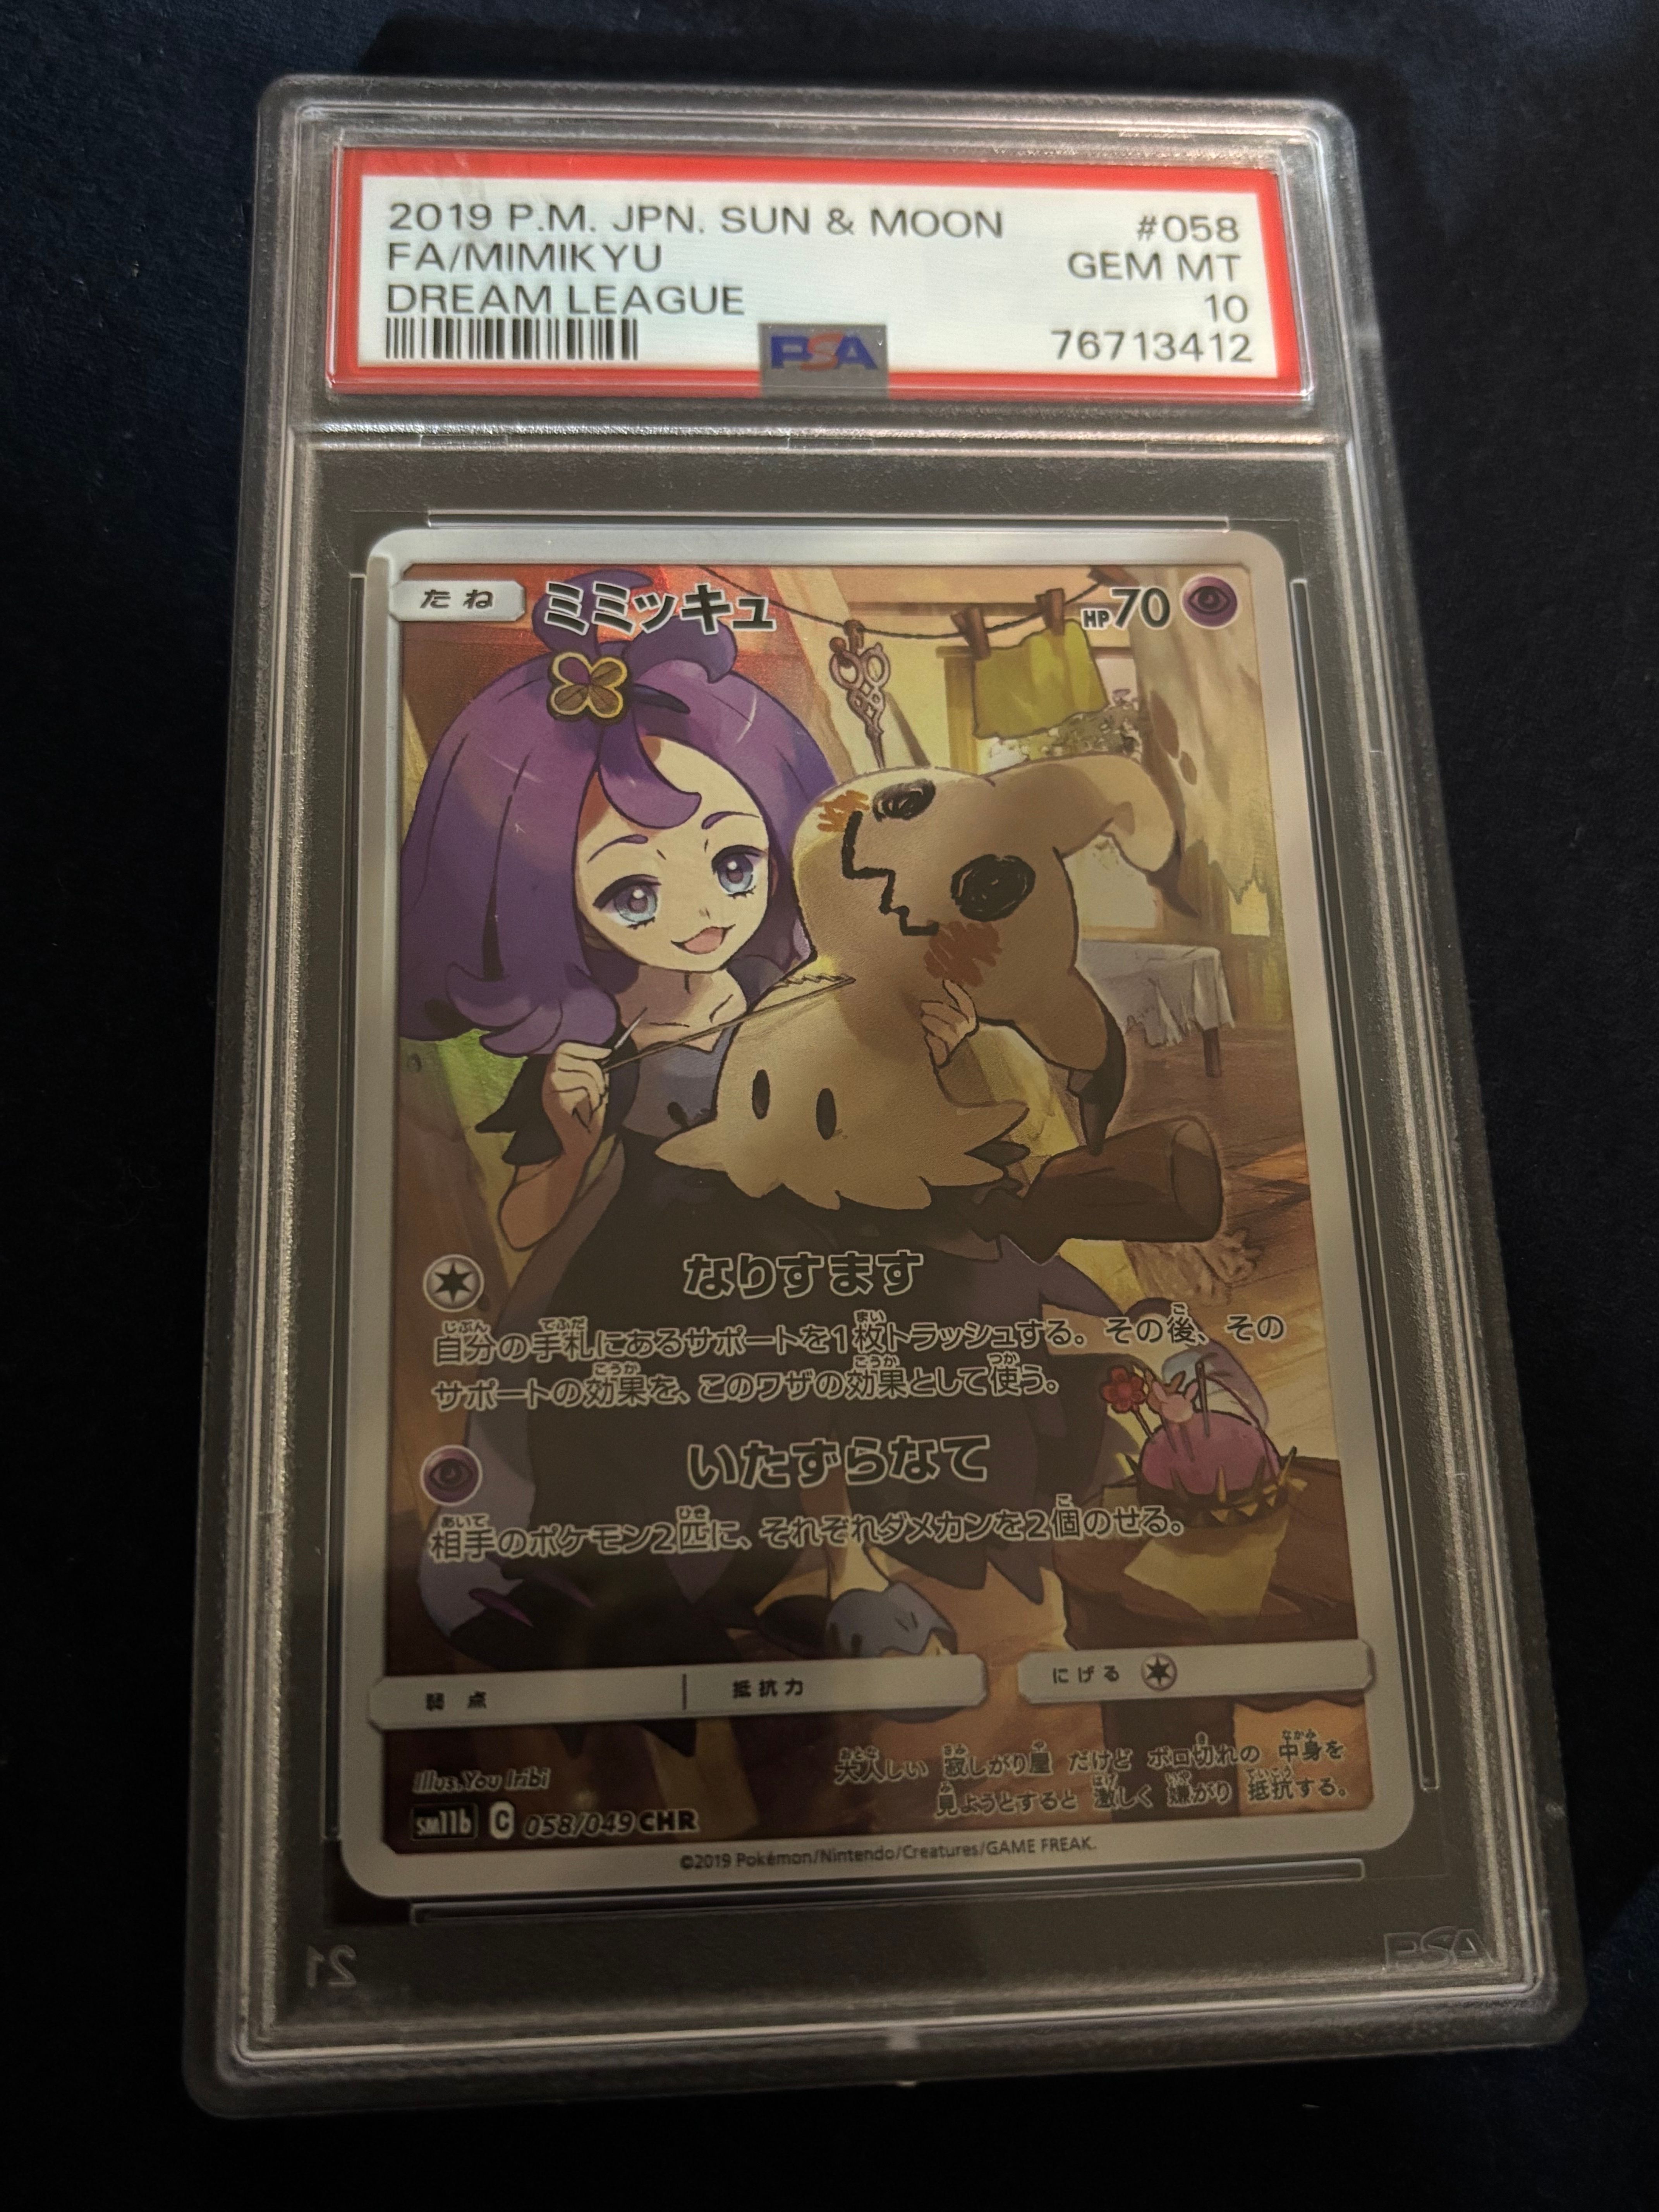 2019 P.M. JPN. SUN & MOON #058
FA/MIMIKYU GEM MT
DREAM LEAGUE 10
76713412
PSA
たね ミミッキュ HP70
なりすます
自分の手札にあるサポートを1枚トラッシュする。その後、その
サポートの効果を、このワザの効果として使う。
いたずらなて
相手のポケモン2匹に、それぞれダメカンを2個のせる。
弱点 抵抗力 にげる
大人しい 寂しがり屋 だけど ボロ切れの 中身を
見ようとすると 激しく 嫌がり 抵抗する。
Illus. You Iribi
sm11b C 058/049 CHR
©2019 Pokémon/Nintendo/Creatures/GAME FREAK.
21 PSA